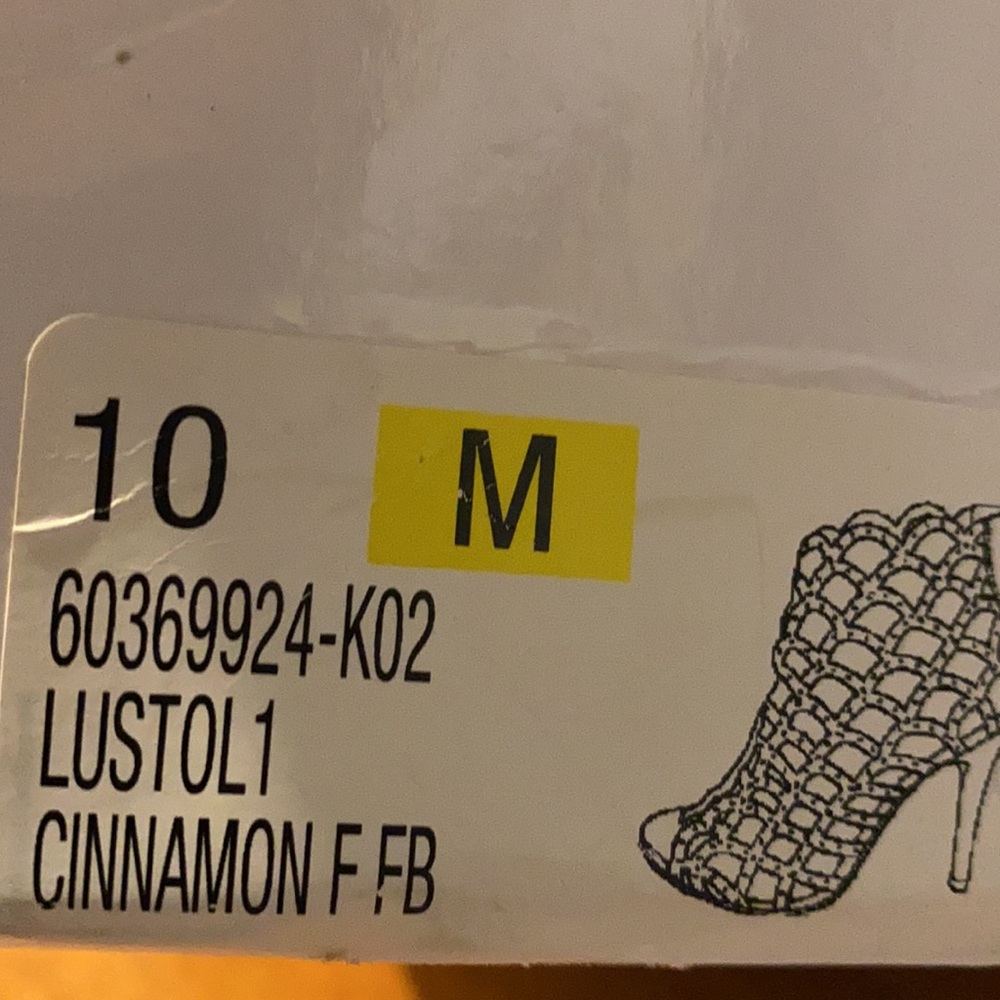 10 M
60369924-K02
LUSTOL1
CINNAMON F FB